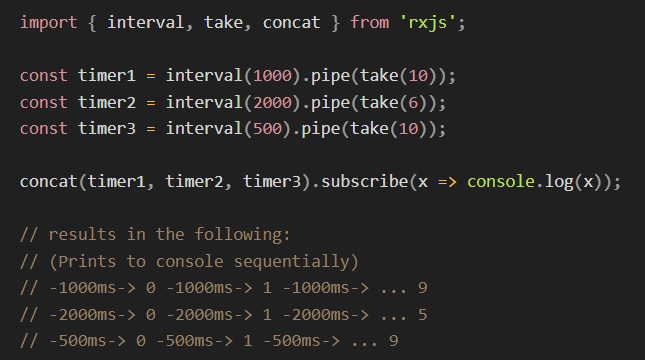 import { interval, take, concat } from 'rxjs';
const timer1 = interval(1000).pipe(take(10));
const timer2 = interval(2000).pipe(take(6));
const timer3 = interval(500).pipe(take(10));
concat(timer1, timer2, timer3).subscribe(x => console.log(x));
// results in the following:
// (Prints to console sequentially)
// -1000ms-> 0 -1000ms-> 1 -1000ms-> ... 9
// -2000ms-> 0 -2000ms-> 1 -2000ms-> ... 5
// -500ms-> 0 -500ms-> 1 -500ms-> ... 9